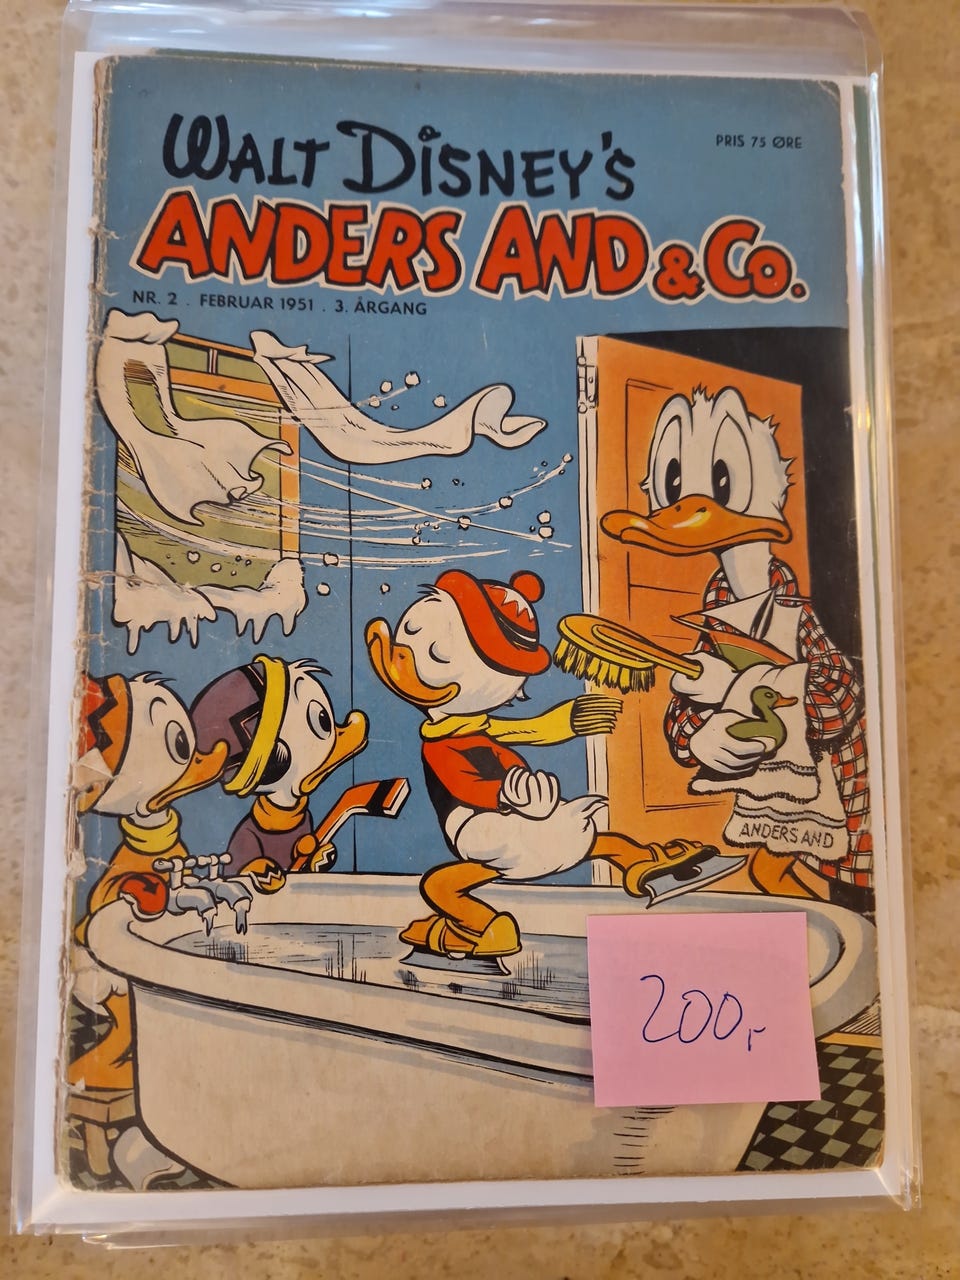 WALT DISNEY'S
PRIS 75 ØRE
ANDERS AND & CO.
NR. 2 . FEBRUAR 1951 . 3. ÅRGANG
ANDERS AND
200,-